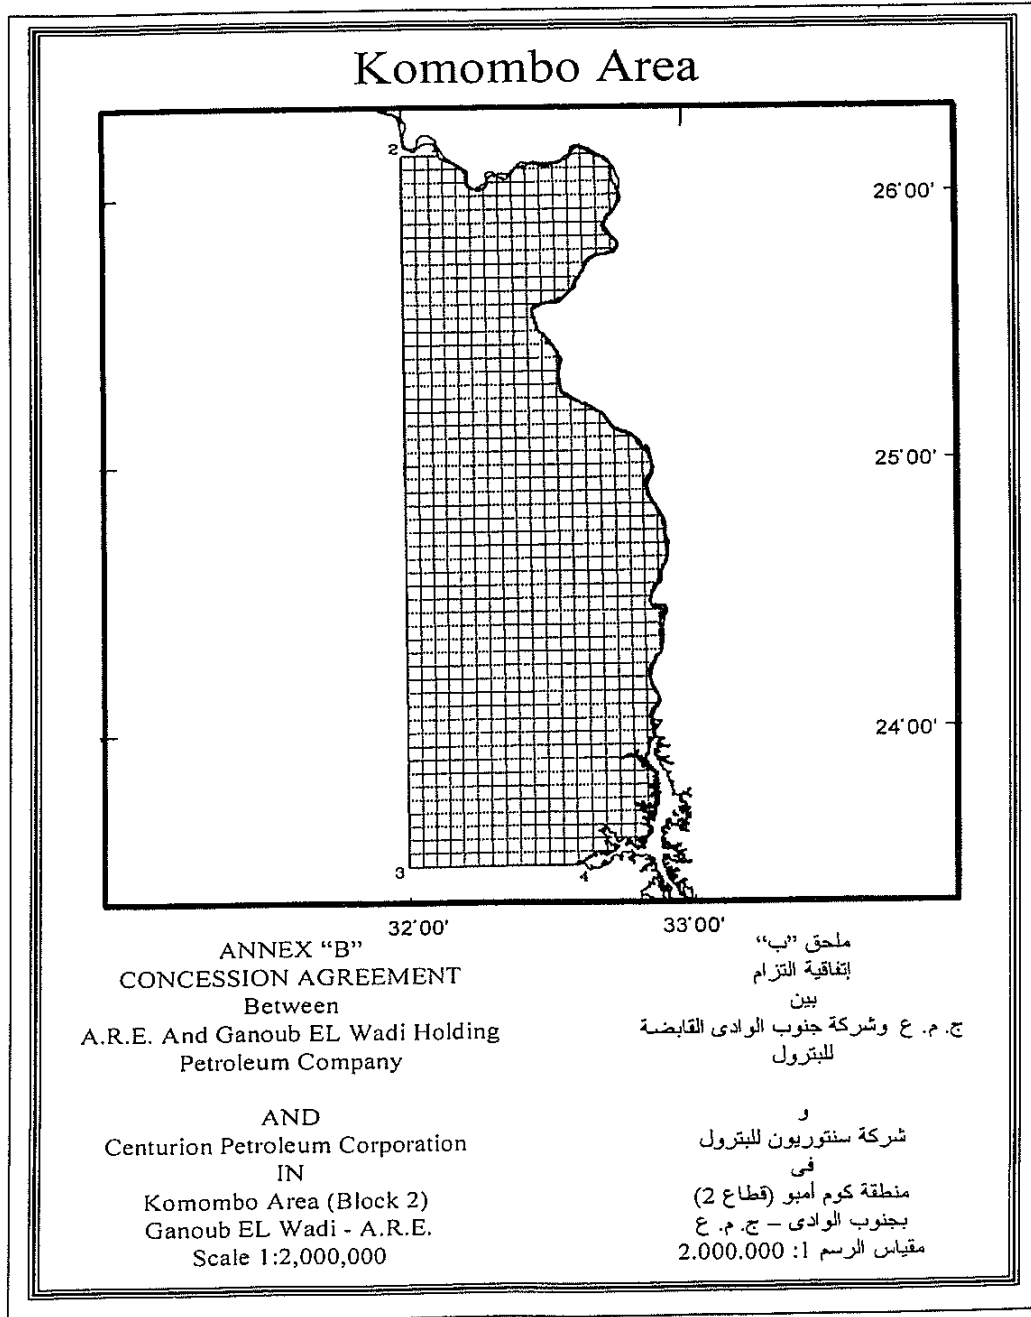 Komombo Area
2
26°00'
25°00'
24°00'
3
4
32°00'
33°00'
ANNEX “B”
CONCESSION AGREEMENT
Between
A.R.E. And Ganoub EL Wadi Holding
Petroleum Company
AND
Centurion Petroleum Corporation
IN
Komombo Area (Block 2)
Ganoub EL Wadi - A.R.E.
Scale 1:2,000,000
ملحق ”ب“
إتفاقية التزام
بين
ج. م. ع وشركة جنوب الوادى القابضة
للبترول
و
شركة سنتوريون للبترول
فى
منطقة كوم أمبو (قطاع 2)
بجنوب الوادى – ج. م. ع
مقياس الرسم 1: 2.000.000